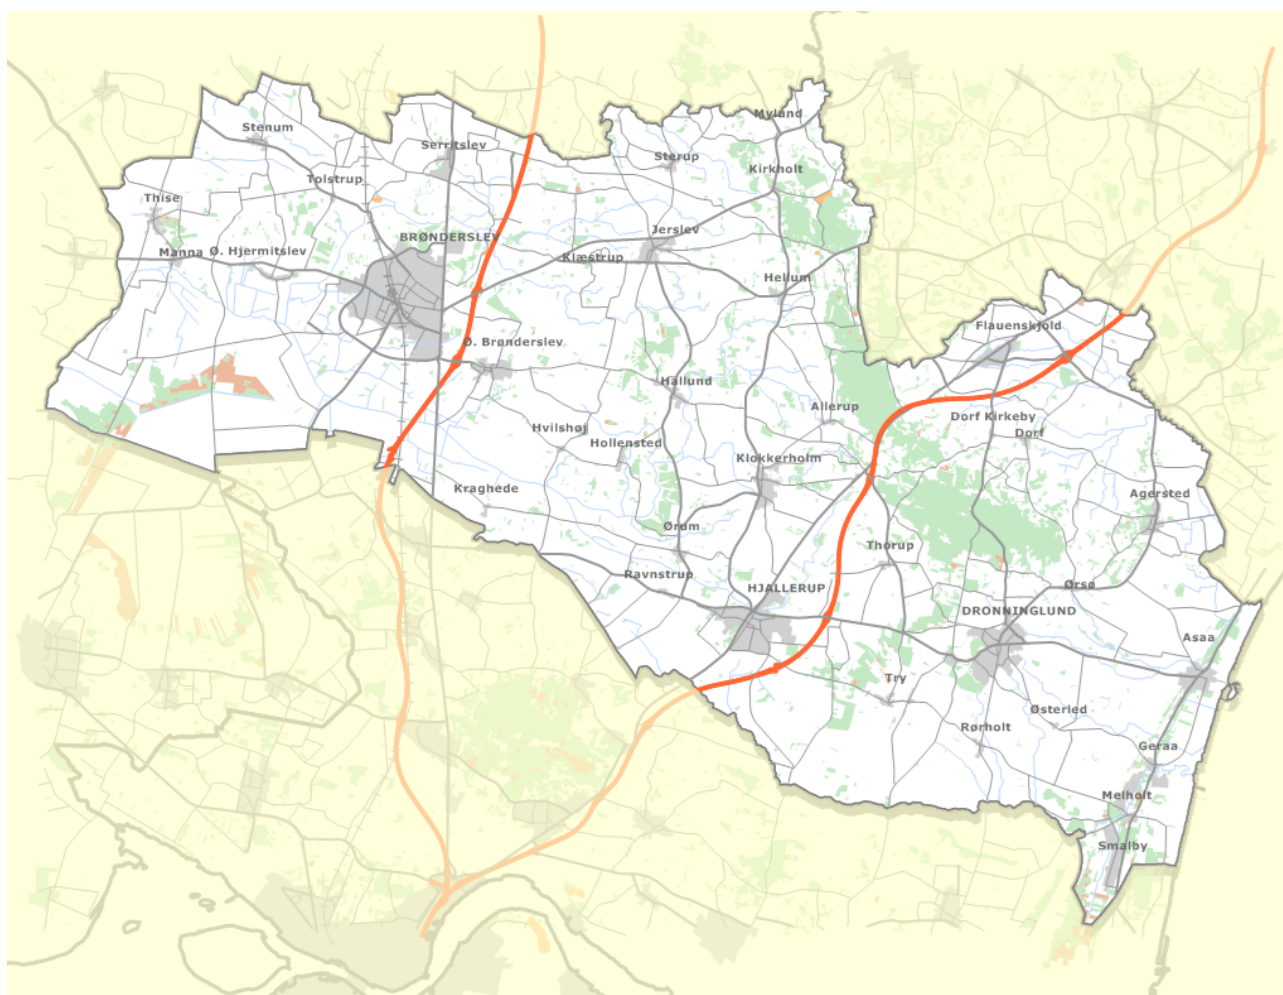 Myland
Stenum
Serritslev
Sterup
Kirkholt
Tolstrup
Thise
Jerslev
BRØNDERSLEV
Manna
Ø. Hjermitslev
Klæstrup
Hellum
Flauenskjold
Ø. Brønderslev
Hallund
Allerup
Dorf Kirkeby
Hvilshøj
Dorf
Hollensted
Klokkerholm
Kraghede
Agersted
Ørum
Thorup
Ravnstrup
Ørsø
HJALLERUP
DRONNINGLUND
Asaa
Try
Østerled
Rørholt
Geraa
Melholt
Smalby